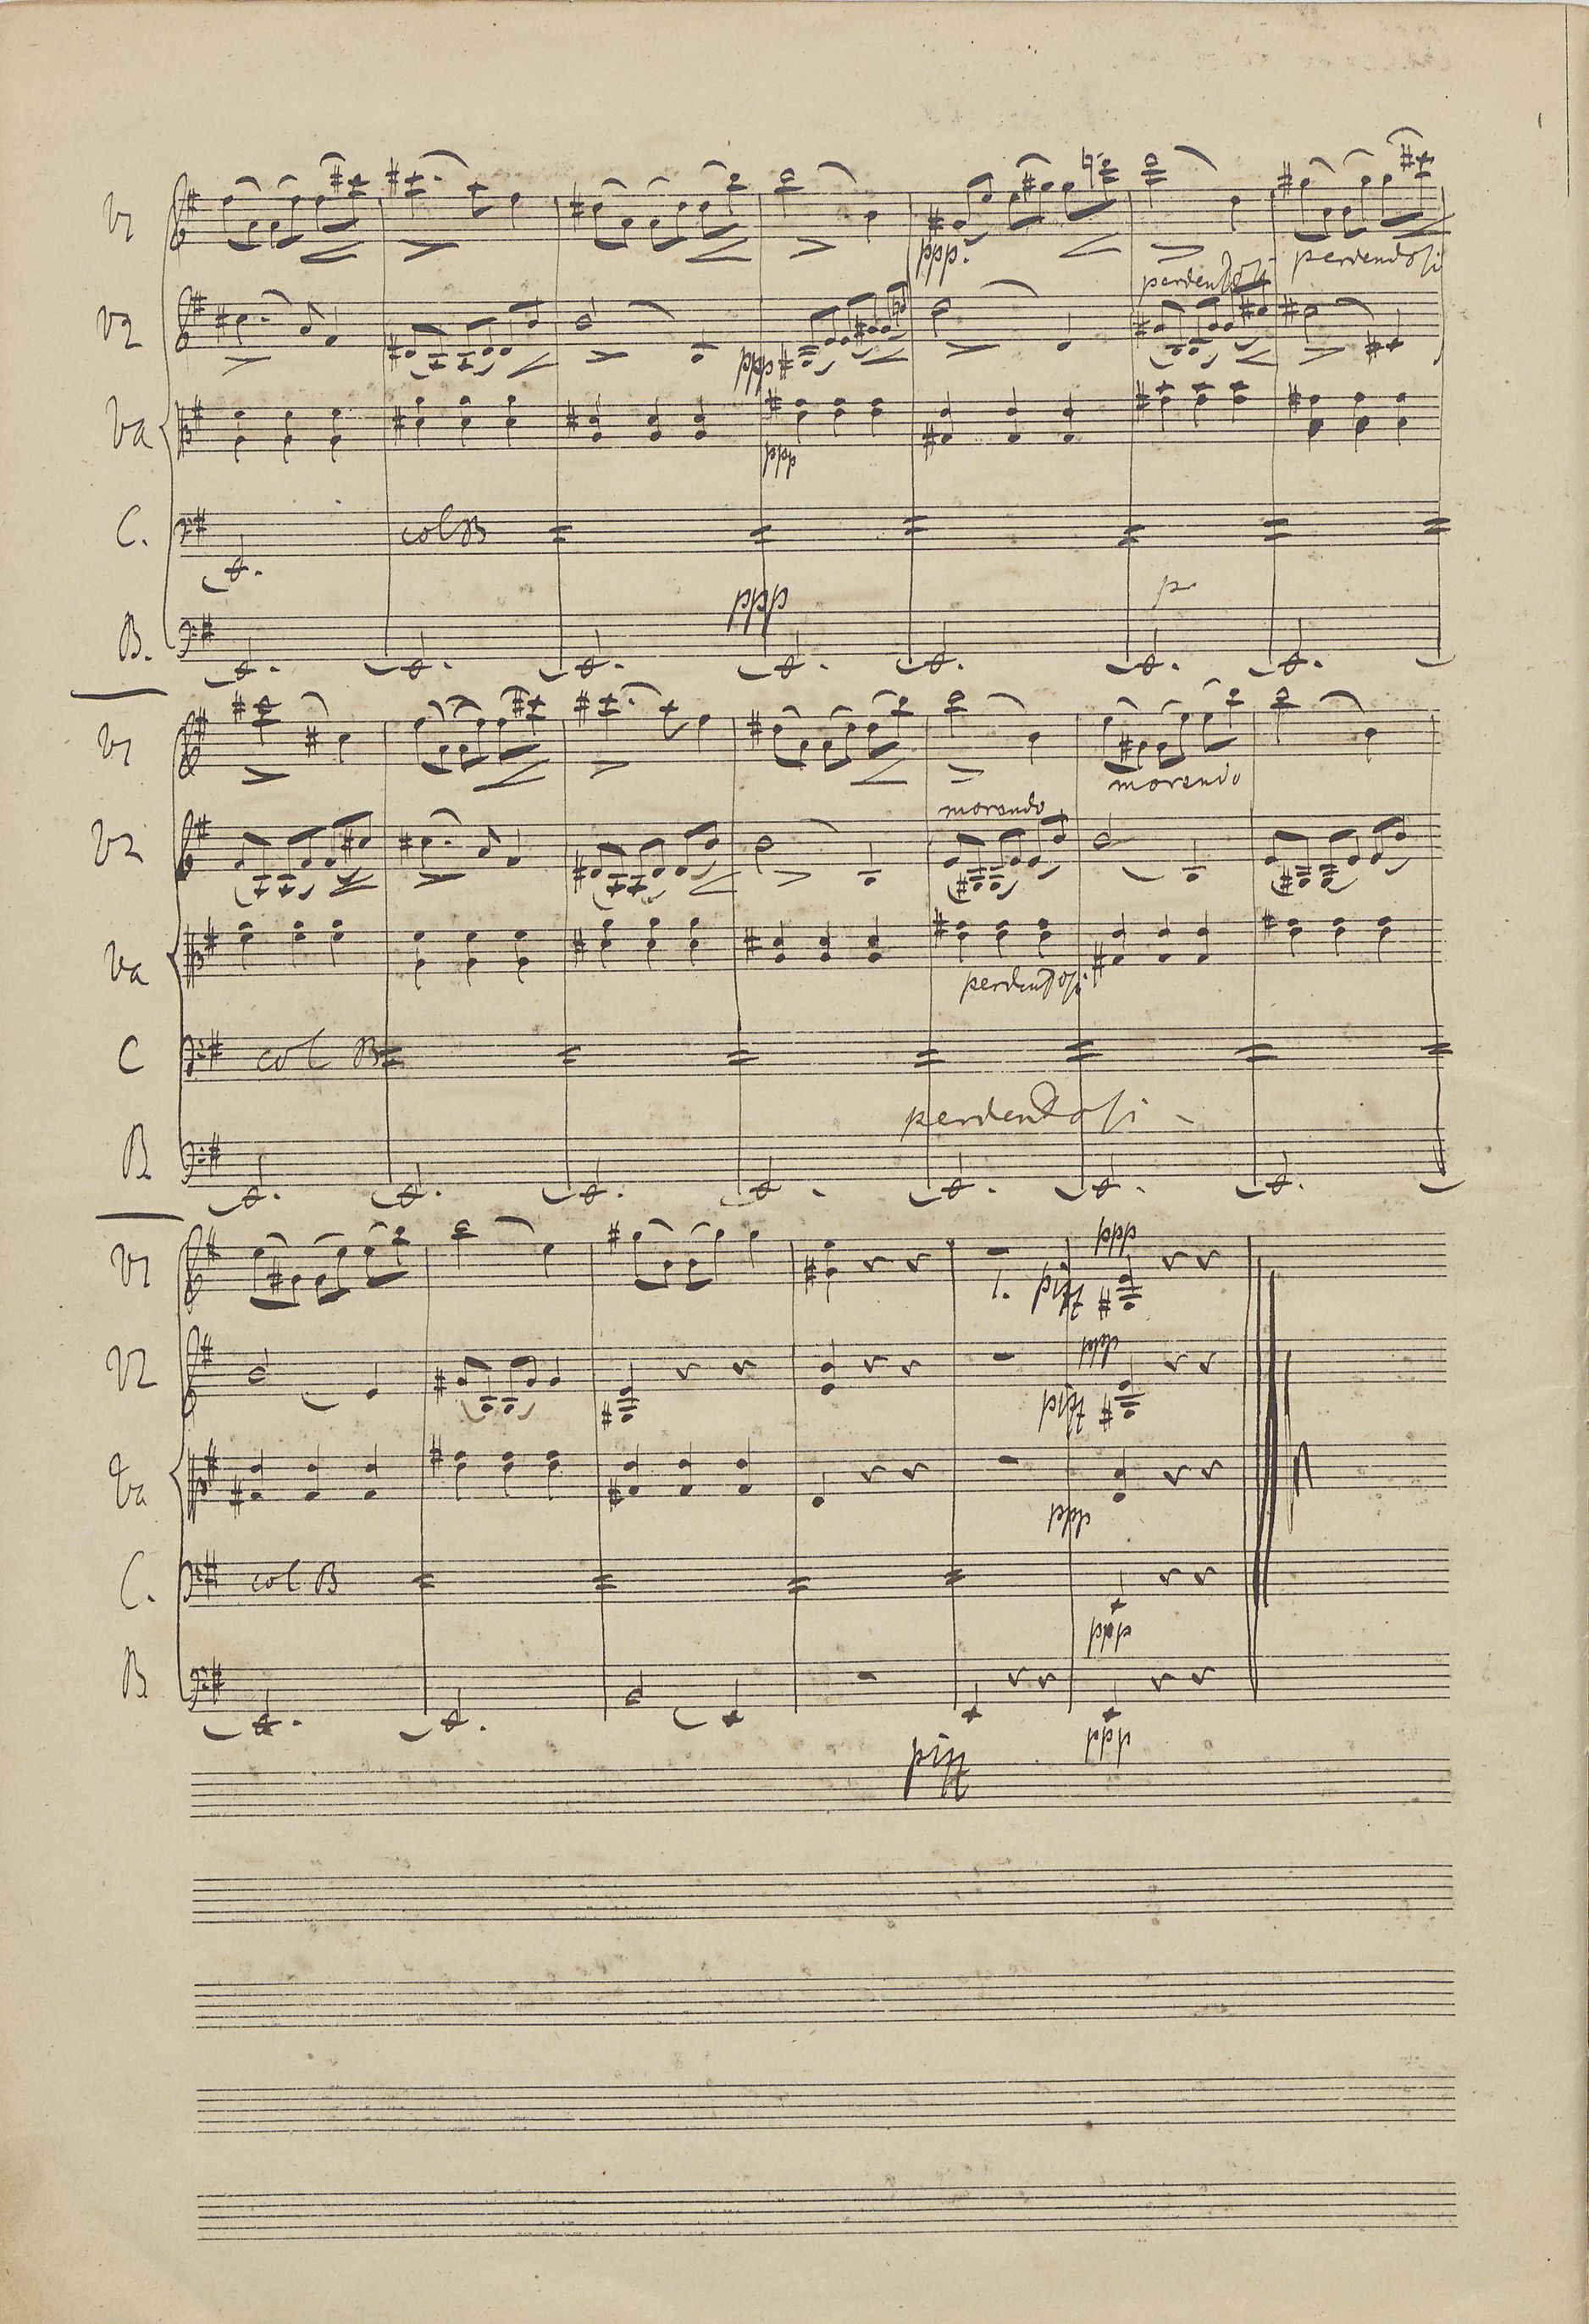 V1
ppp.
perdendosi
V2
perdendosi
ppp
Va
ppp
C.
col B
ppp
p
B.
V1
morendo
V2
morendo
Va
perdendosi
C
col B
perdendosi
B
V1
ppp
pizz
V2
ppp
pizz
Va
ppp
C.
col B
ppp
B
pizz
ppp